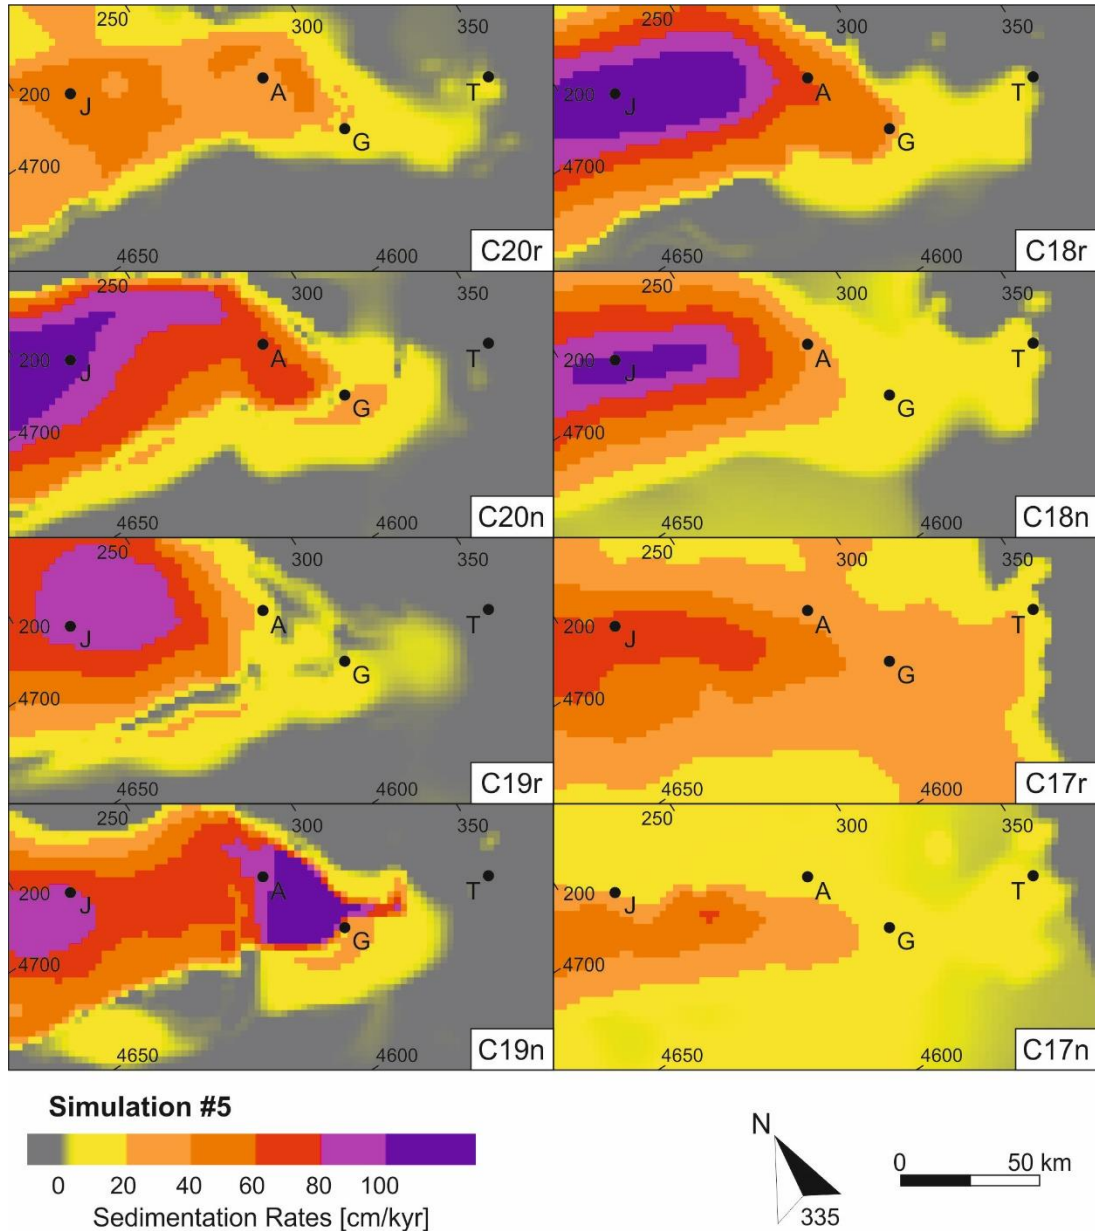 250 350
200 J A T
G
4700
C20r
250 300 350
200 J A T
G
4700
C18r
4650 250 300 4600 350
200 J A T
G
4700
C20n
4650 250 300 4600 350
200 J A T
G
4700
C18n
4650 250 300 4600 350
200 J A T
G
4700
C19r
4650 250 300 4600 350
200 J A T
G
4700
C17r
4650 250 300 4600 350
200 J A T
G
4700
4650 4600
C19n
4650 250 300 4600 350
200 J A T
G
4700
4650 4600
C17n
Simulation #5
0 20 40 60 80 100
Sedimentation Rates [cm/kyr]
N
335
0 50 km